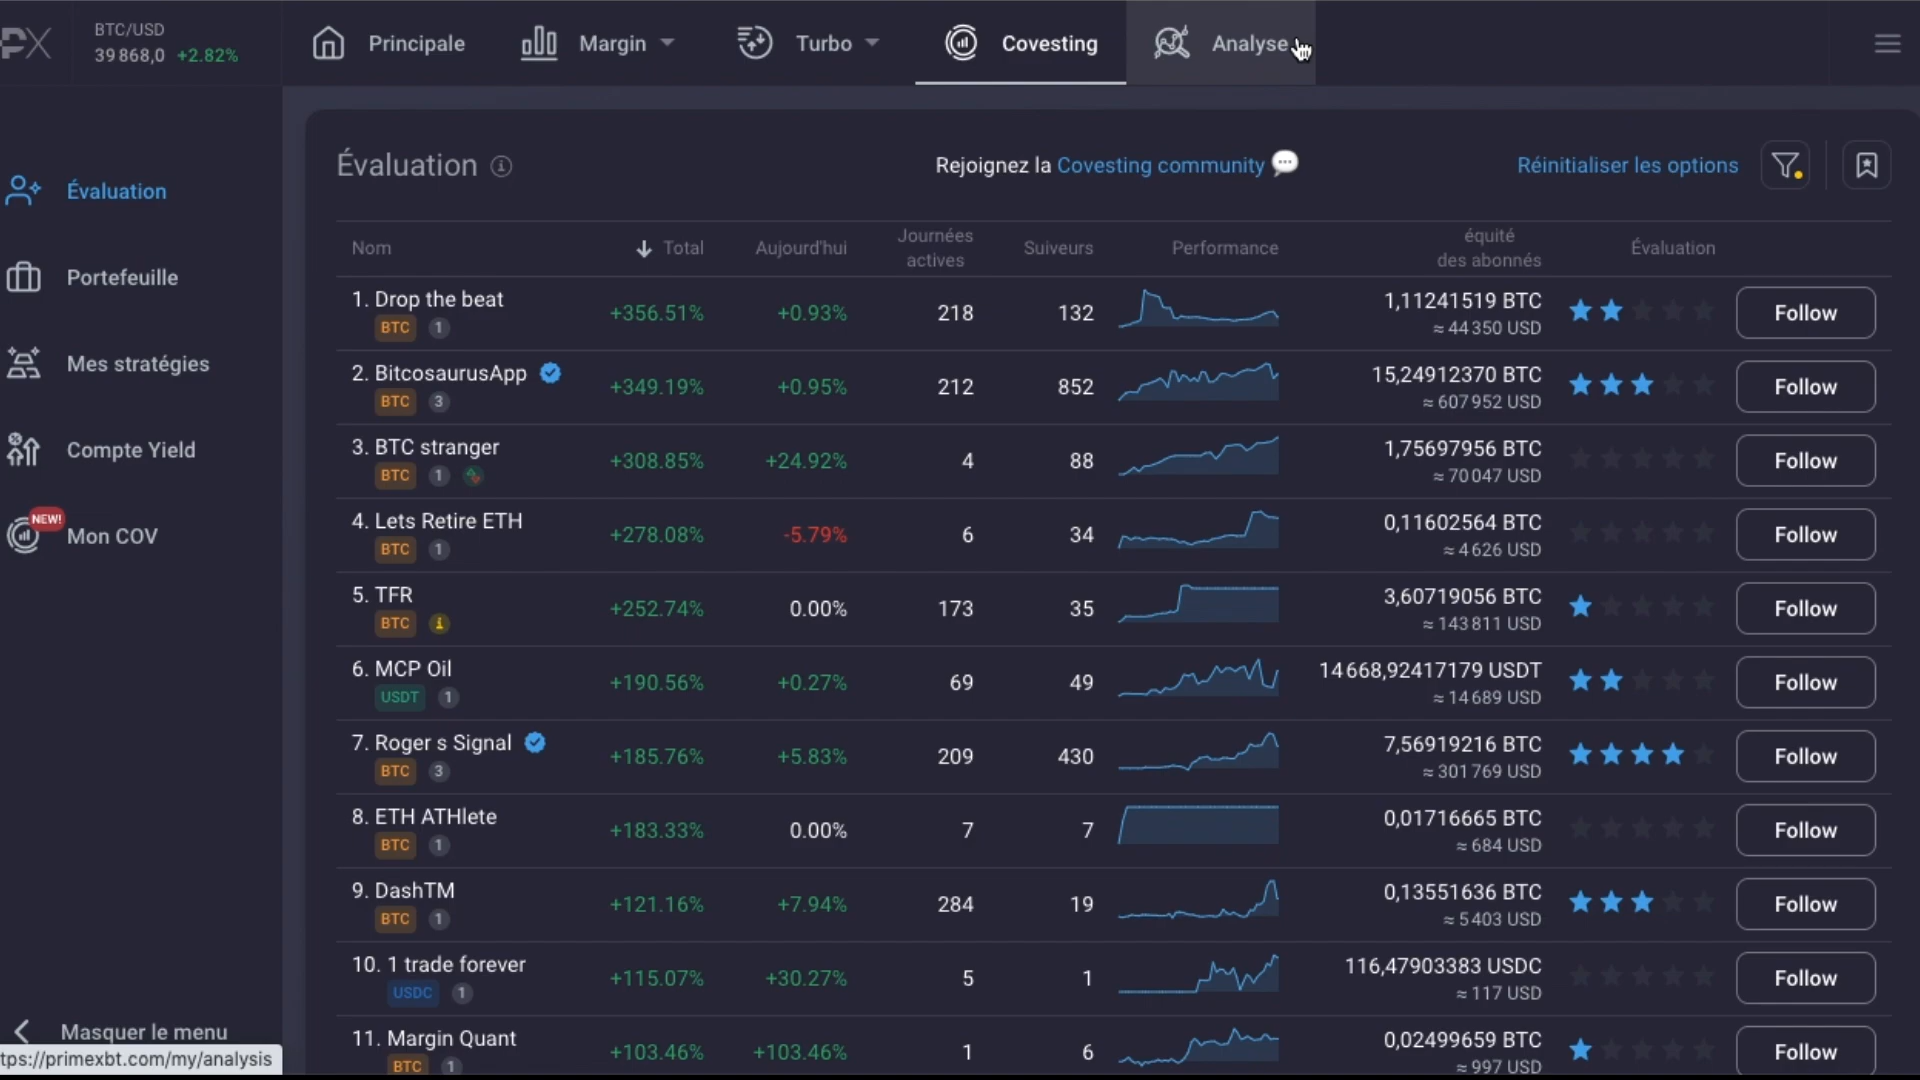 PX
BTC/USD
39 868,0 +2.82%
Principale
Margin
Turbo
Covesting
Analyse
Évaluation
Portefeuille
Mes stratégies
Compte Yield
NEW!
Mon COV
Masquer le menu
tps://primexbt.com/my/analysis
Évaluation
Rejoignez la Covesting community
Réinitialiser les options
Nom
Total
Aujourd'hui
Journées
actives
Suiveurs
Performance
équité
des abonnés
Évaluation
1. Drop the beat
BTC 1
+356.51%
+0.93%
218
132
1,11241519 BTC
≈ 44 350 USD
Follow
2. BitcosaurusApp
BTC 3
+349.19%
+0.95%
212
852
15,24912370 BTC
≈ 607 952 USD
Follow
3. BTC stranger
BTC 1
+308.85%
+24.92%
4
88
1,75697956 BTC
≈ 70 047 USD
Follow
4. Lets Retire ETH
BTC 1
+278.08%
-5.79%
6
34
0,11602564 BTC
≈ 4 626 USD
Follow
5. TFR
BTC
+252.74%
0.00%
173
35
3,60719056 BTC
≈ 143 811 USD
Follow
6. MCP Oil
USDT 1
+190.56%
+0.27%
69
49
14 668,92417179 USDT
≈ 14 689 USD
Follow
7. Roger s Signal
BTC 3
+185.76%
+5.83%
209
430
7,56919216 BTC
≈ 301 769 USD
Follow
8. ETH ATHlete
BTC 1
+183.33%
0.00%
7
7
0,01716665 BTC
≈ 684 USD
Follow
9. DashTM
BTC 1
+121.16%
+7.94%
284
19
0,13551636 BTC
≈ 5 403 USD
Follow
10. 1 trade forever
USDC 1
+115.07%
+30.27%
5
1
116,47903383 USDC
≈ 117 USD
Follow
11. Margin Quant
BTC 1
+103.46%
+103.46%
1
6
0,02499659 BTC
≈ 997 USD
Follow